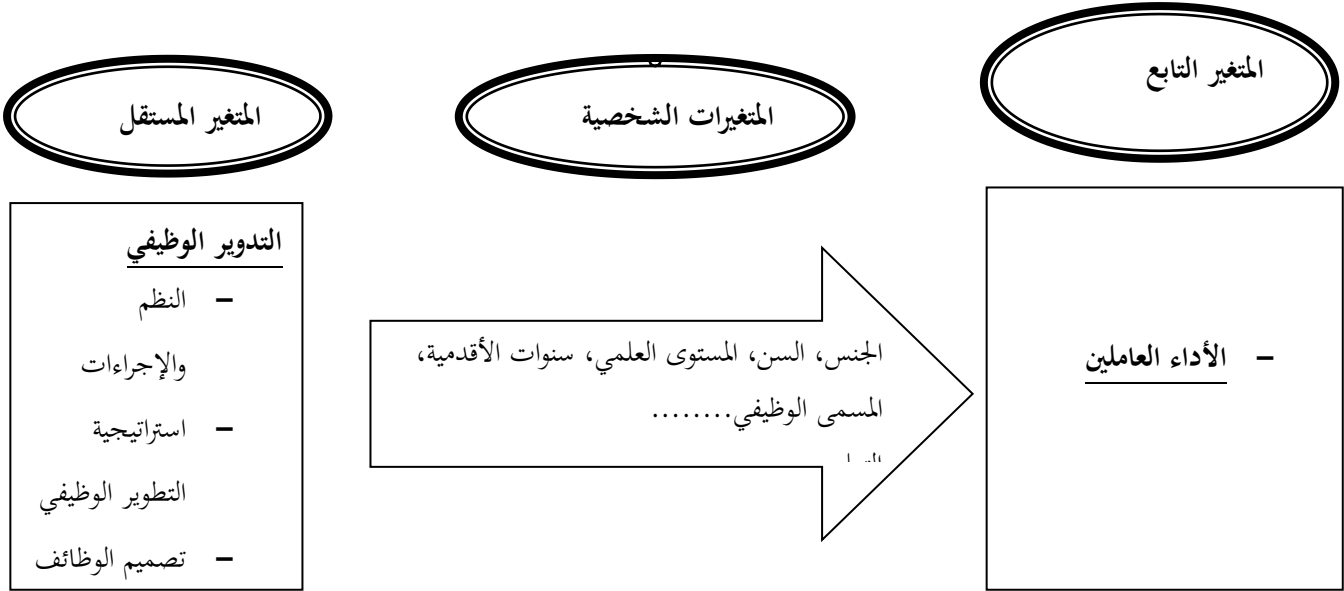 المتغير التابع
المتغيرات الشخصية
المتغير المستقل
التدوير الوظيفي
– النظم
والإجراءات
– استراتيجية
التطوير الوظيفي
– تصميم الوظائف
الجنس، السن، المستوى العلمي، سنوات الأقدمية،
المسمى الوظيفي........
– الأداء العاملين